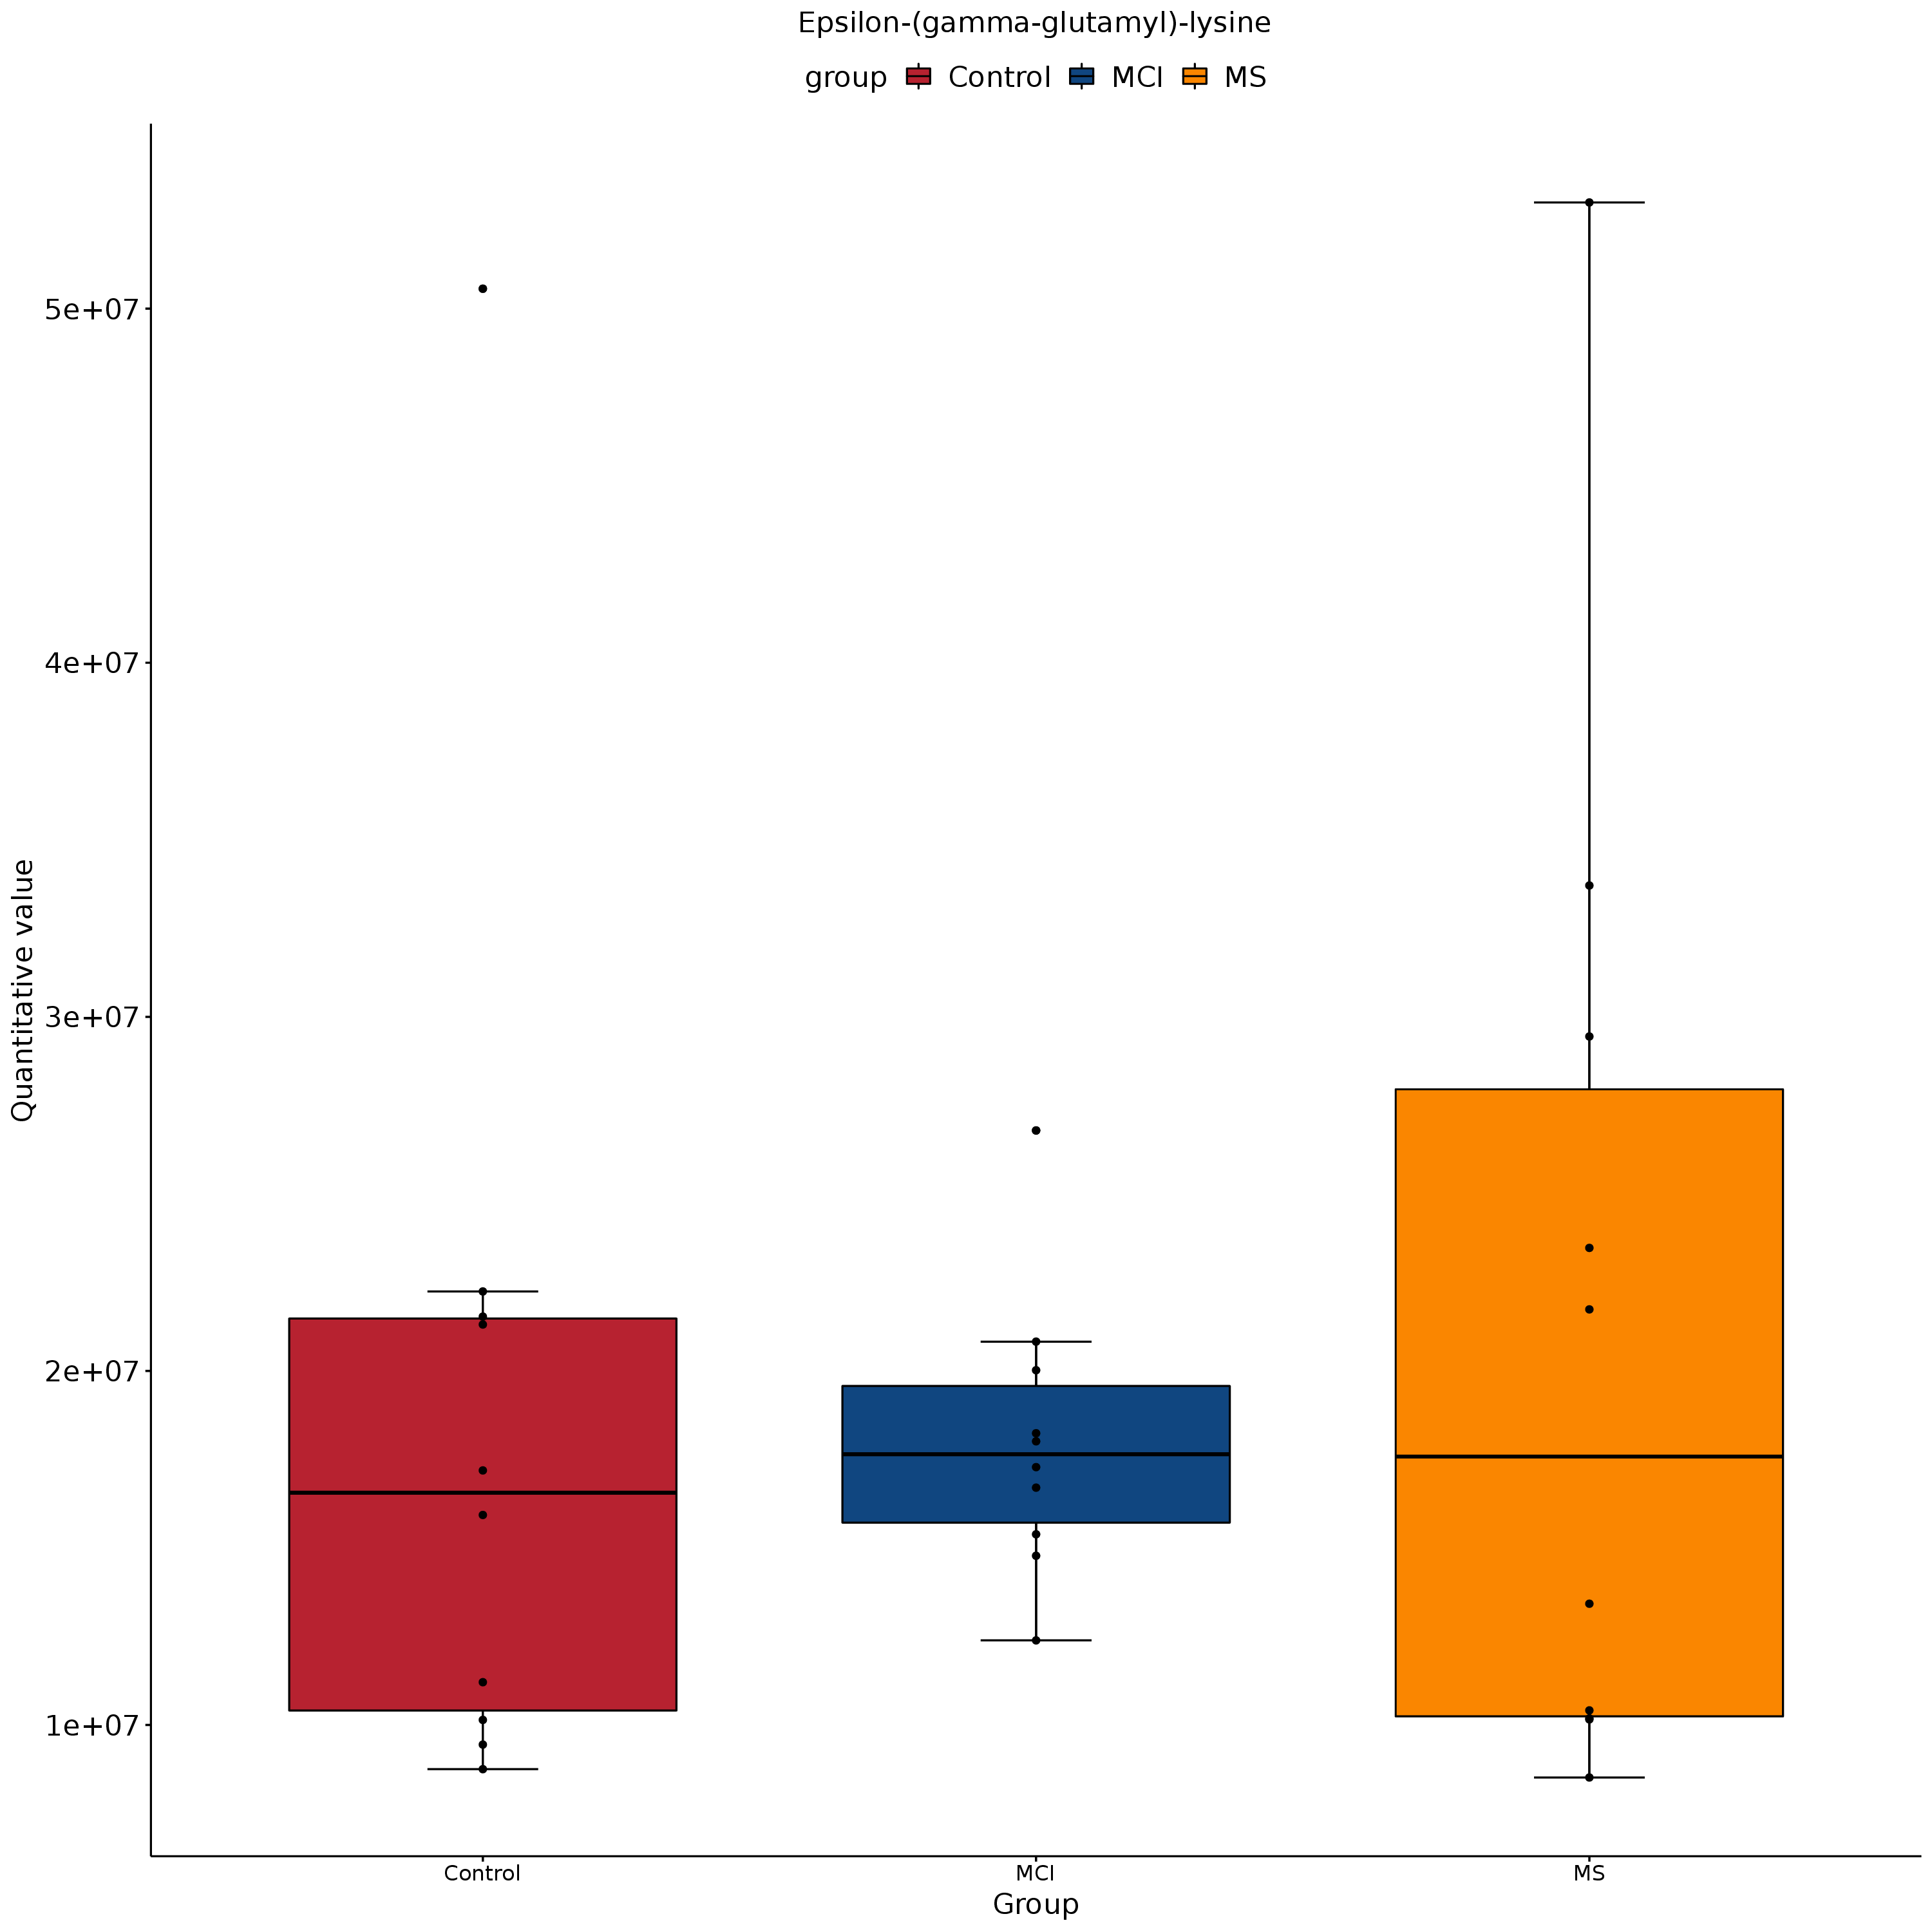 Epsilon-(gamma-glutamyl)-lysine
group Control MCI MS
5e+07
4e+07
3e+07
2e+07
1e+07
Quantitative value
Control MCI MS
Group